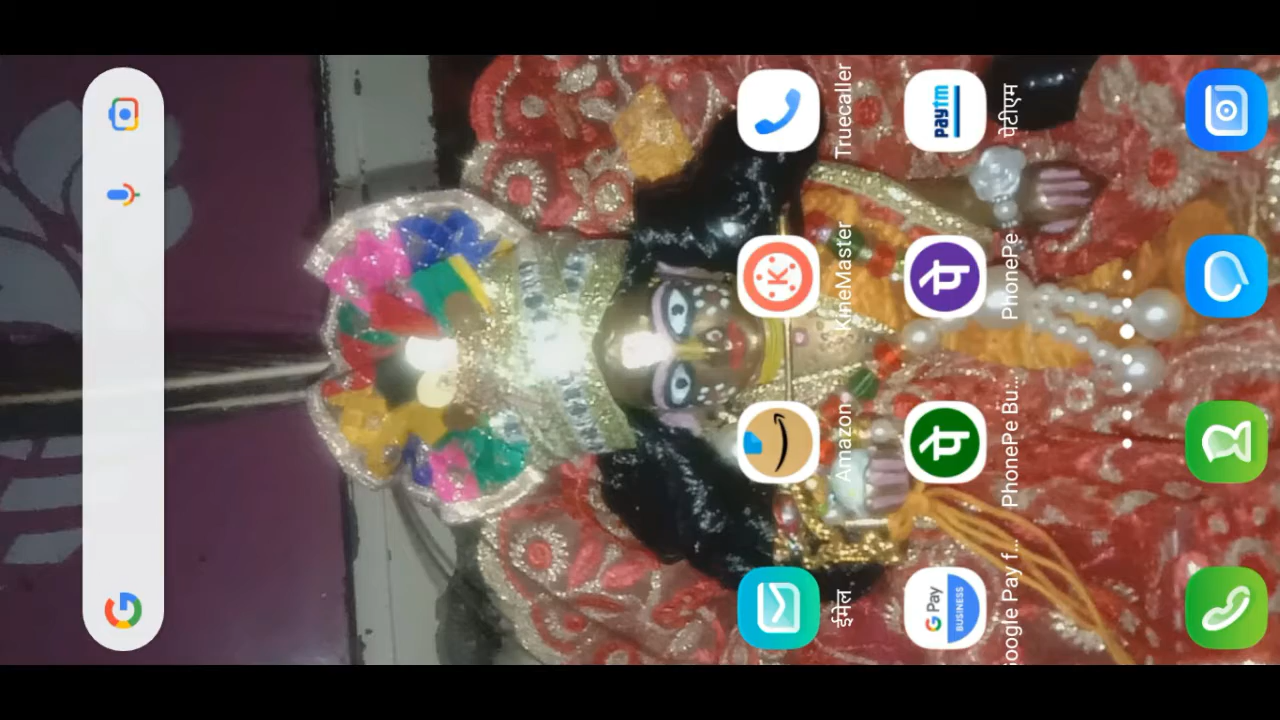 ईमेल
Amazon
KineMaster
Truecaller
G Pay
BUSINESS
paytm
Google Pay f...
PhonePe Bu...
PhonePe
पेटीएम